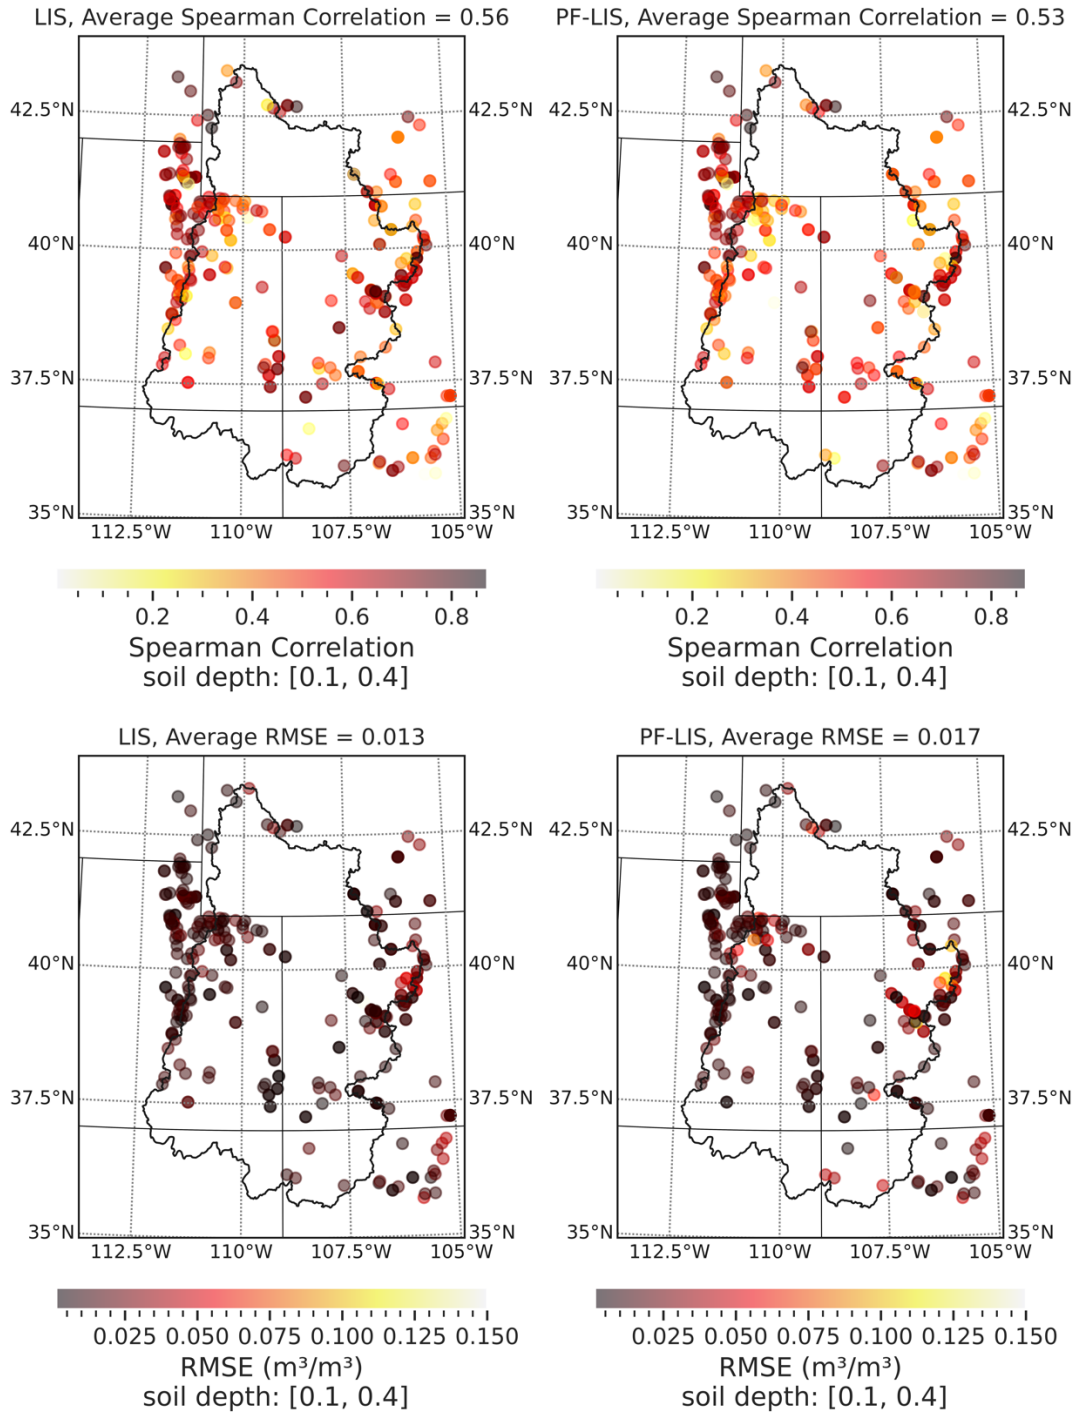 LIS, Average Spearman Correlation = 0.56
PF-LIS, Average Spearman Correlation = 0.53
42.5°N
42.5°N
42.5°N
42.5°N
40°N
40°N
40°N
40°N
37.5°N
37.5°N
37.5°N
37.5°N
35°N
35°N
35°N
35°N
112.5°W 110°W 107.5°W 105°W
112.5°W 110°W 107.5°W 105°W
0.2 0.4 0.6 0.8
Spearman Correlation
soil depth: [0.1, 0.4]
0.2 0.4 0.6 0.8
Spearman Correlation
soil depth: [0.1, 0.4]
LIS, Average RMSE = 0.013
PF-LIS, Average RMSE = 0.017
42.5°N
42.5°N
42.5°N
42.5°N
40°N
40°N
40°N
40°N
37.5°N
37.5°N
37.5°N
37.5°N
35°N
35°N
35°N
35°N
112.5°W 110°W 107.5°W 105°W
112.5°W 110°W 107.5°W 105°W
0.025 0.050 0.075 0.100 0.125 0.150
RMSE (m³/m³)
soil depth: [0.1, 0.4]
0.025 0.050 0.075 0.100 0.125 0.150
RMSE (m³/m³)
soil depth: [0.1, 0.4]